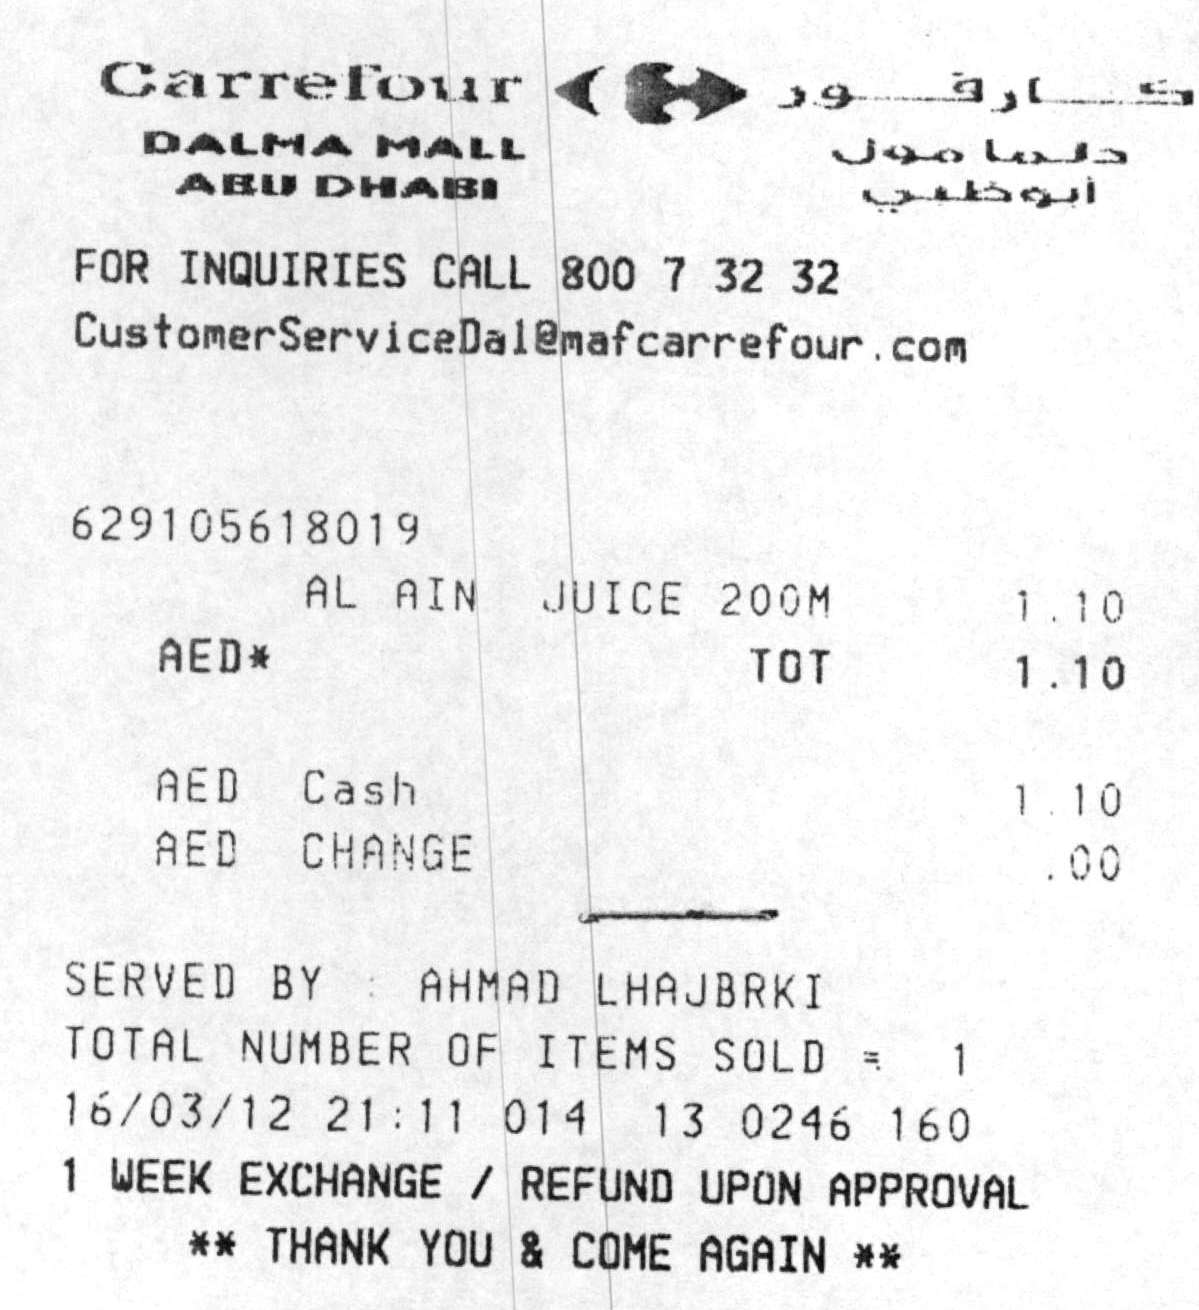 Carrefour كارفور
DALMA MALL دلما مول
ABU DHABI أبوظبي
FOR INQUIRIES CALL 800 7 32 32
CustomerServiceDal@mafcarrefour.com
629105618019
AL AIN JUICE 200M 1.10
AED* TOT 1.10
AED Cash 1.10
AED CHANGE .00
SERVED BY : AHMAD LHAJBRKI
TOTAL NUMBER OF ITEMS SOLD = 1
16/03/12 21:11 014 13 0246 160
1 WEEK EXCHANGE / REFUND UPON APPROVAL
** THANK YOU & COME AGAIN **